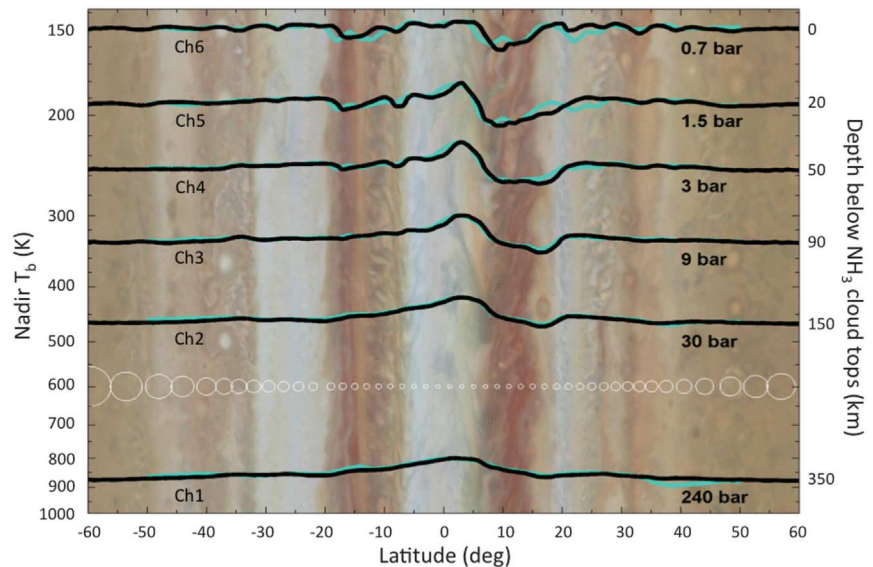 150
200
300
400
500
600
700
800
900
1000
Nadir T_b (K)
Ch6
0.7 bar
0
Ch5
1.5 bar
20
Ch4
3 bar
50
Ch3
9 bar
90
Ch2
30 bar
150
Ch1
240 bar
350
Depth below NH₃ cloud tops (km)
-60 -50 -40 -30 -20 -10 0 10 20 30 40 50 60
Latitude (deg)